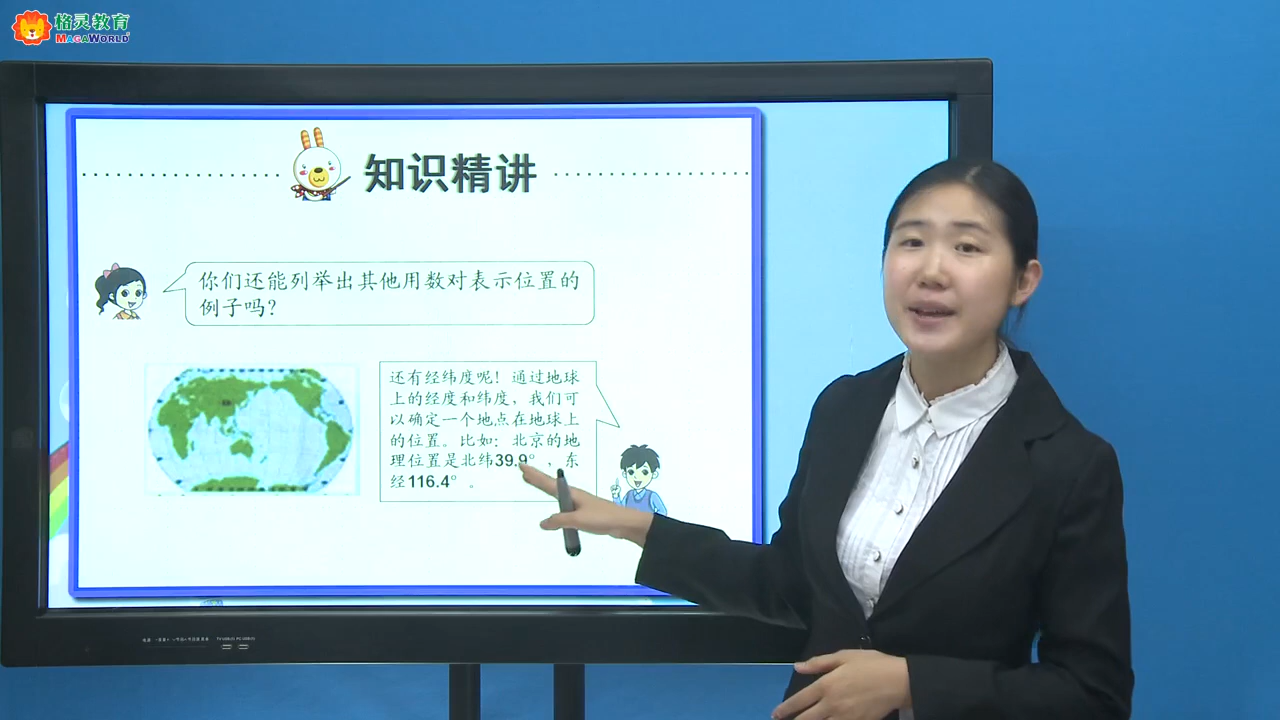 格灵教育
MAGAWORLD
知识精讲
你们还能列举出其他用数对表示位置的
例子吗？
还有经纬度呢！通过地球
上的经度和纬度，我们可
以确定一个地点在地球上
的位置。比如：北京的地
理位置是北纬39.9°，东
经116.4°。